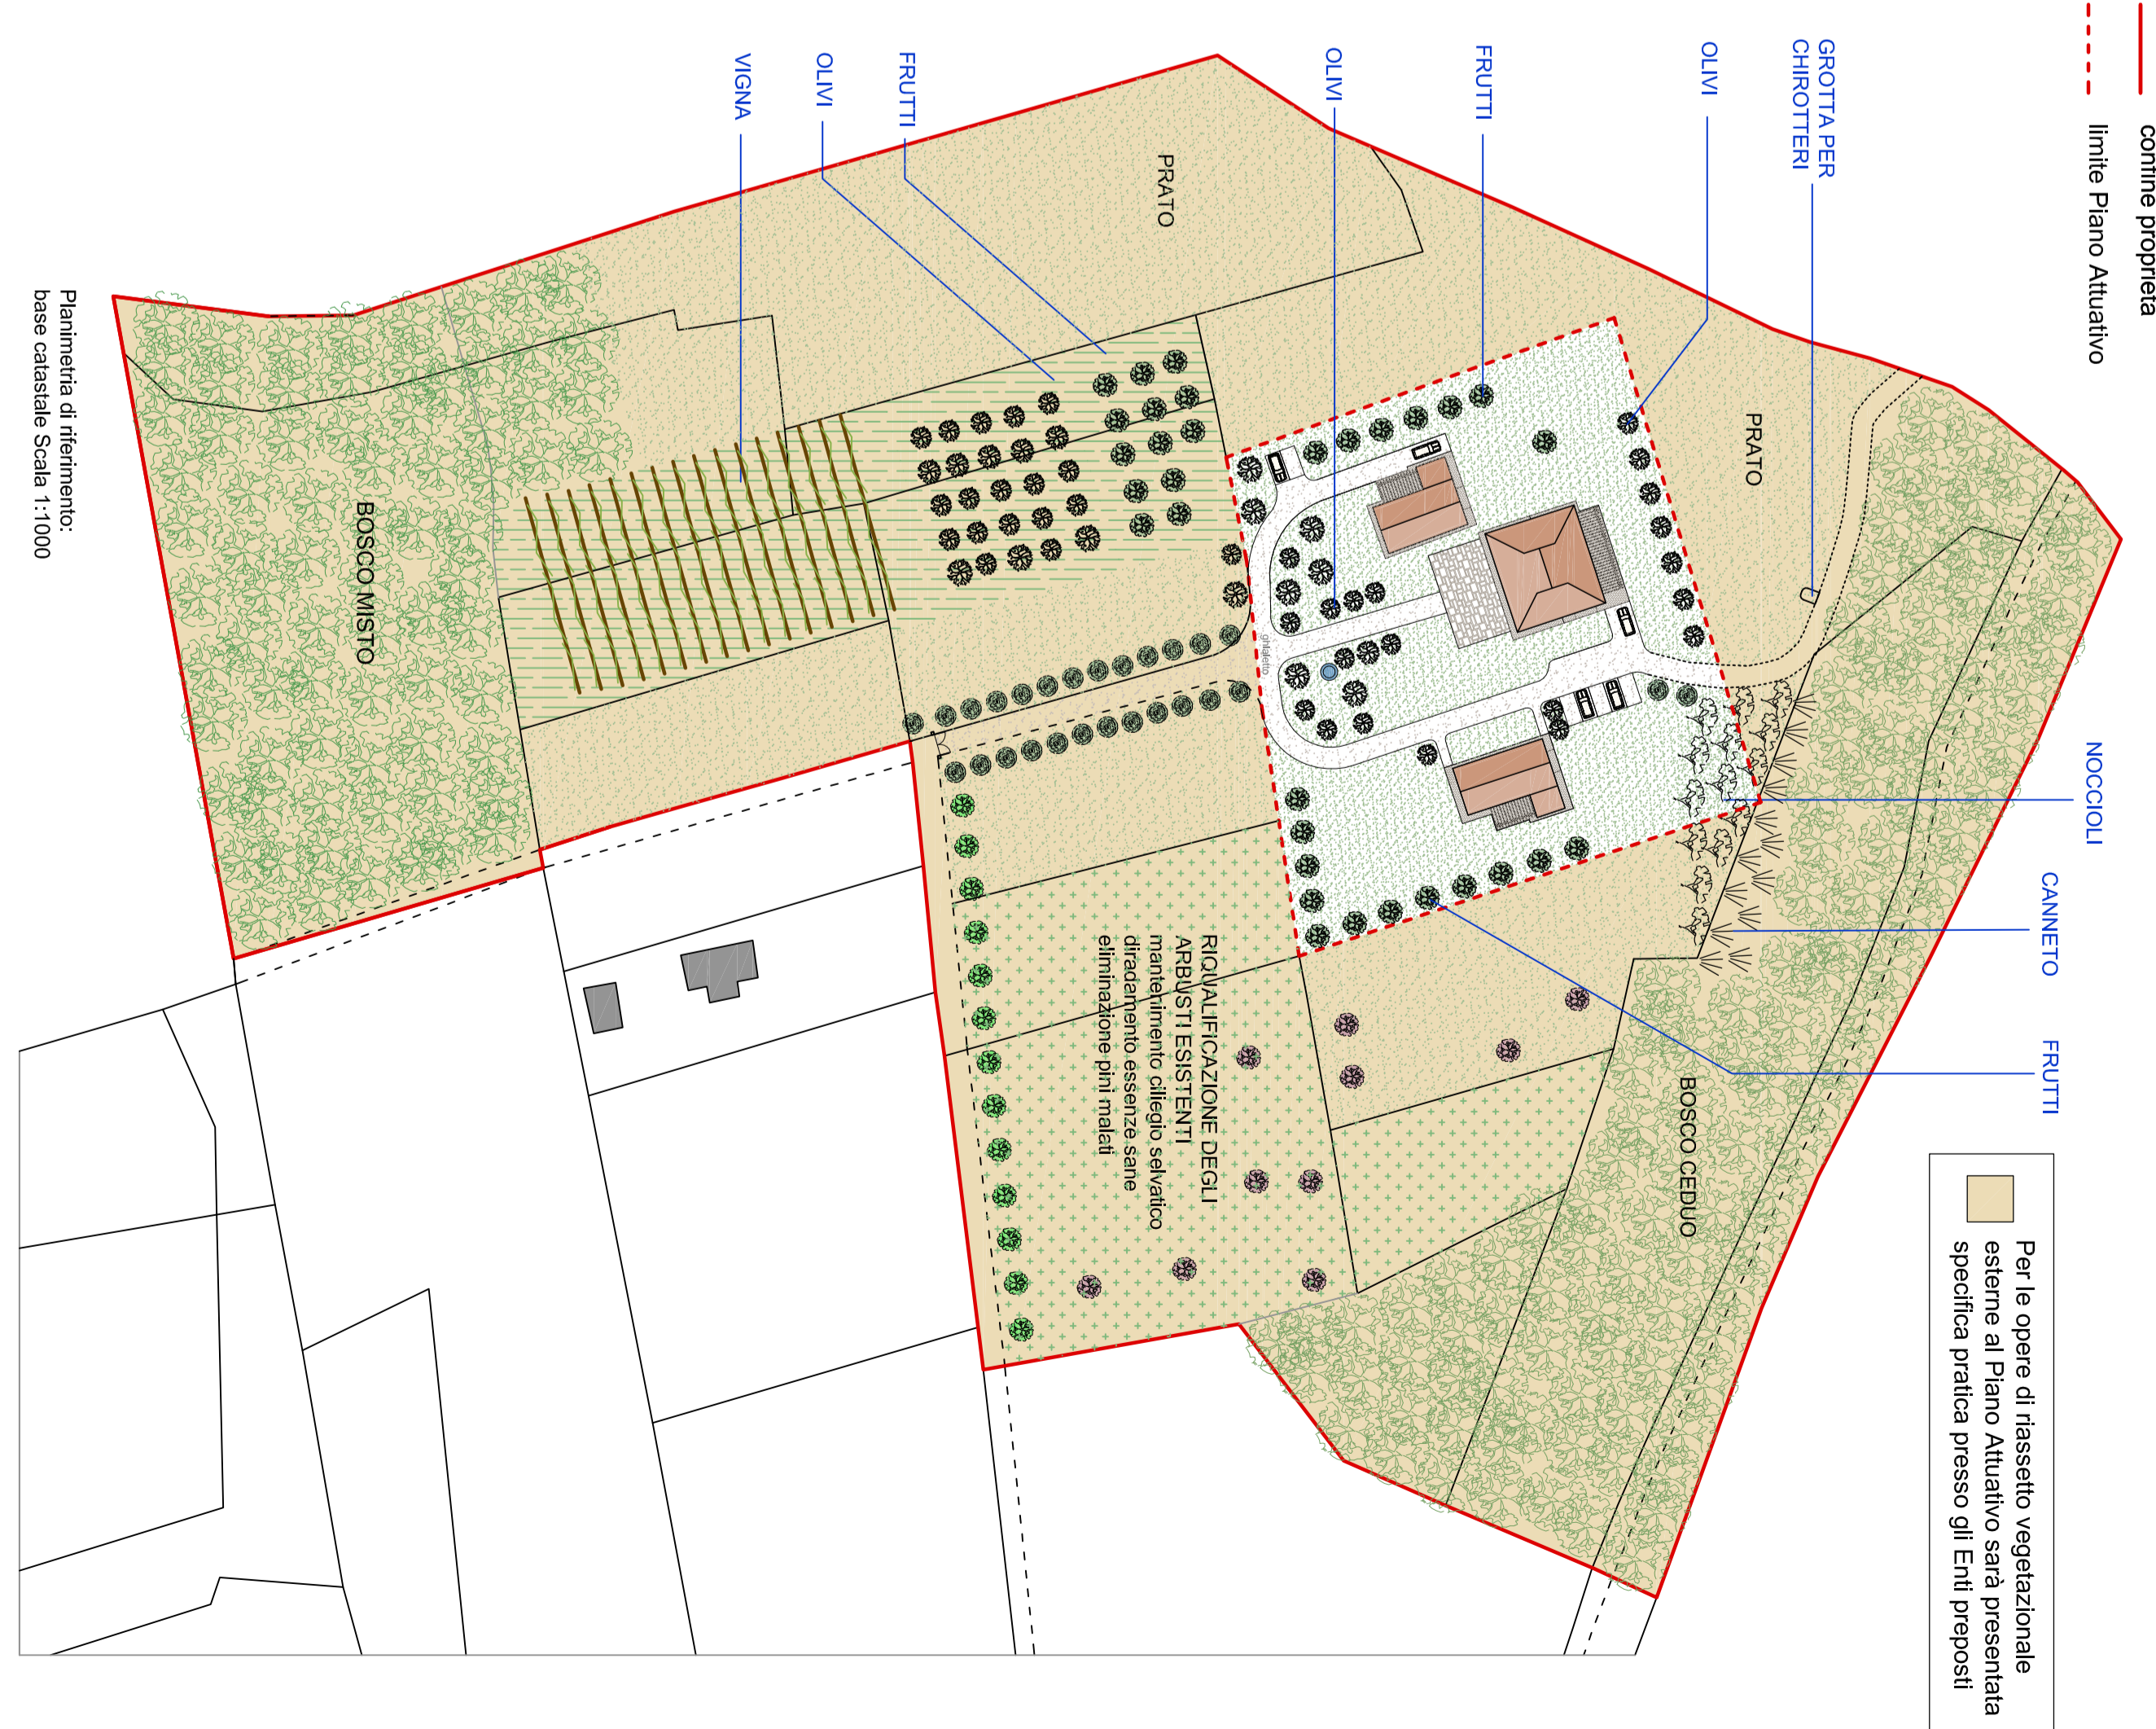 confine proprietà
limite Piano Attuativo
GROTTA PER
CHIROTTERI
OLIVI
FRUTTI
OLIVI
FRUTTI
OLIVI
VIGNA
PRATO
PRATO
ghiaietto
NOCCIOLI
CANNETO
FRUTTI
BOSCO CEDUO
BOSCO MISTO
RIQUALIFICAZIONE DEGLI
ARBUSTI ESISTENTI
mantenimento ciliegio selvatico
diradamento essenze sane
eliminazione pini malati
Per le opere di riassetto vegetazionale
esterne al Piano Attuativo sarà presentata
specifica pratica presso gli Enti preposti
Planimetria di riferimento:
base catastale Scala 1:1000